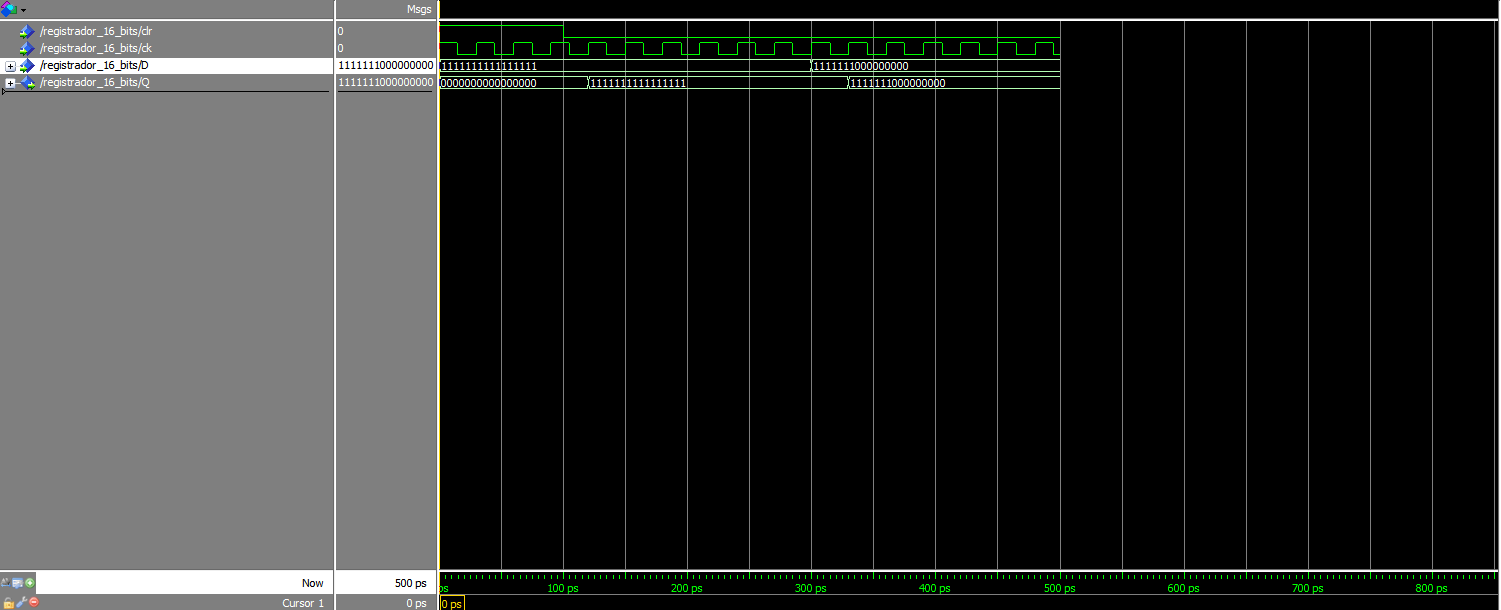 Msgs
/registrador_16_bits/clr 0
/registrador_16_bits/ck 0
/registrador_16_bits/D 1111111000000000 1111111111111111 1111111000000000
/registrador_16_bits/Q 1111111000000000 0000000000000000 1111111111111111 1111111000000000
Now 500 ps ps 100 ps 200 ps 300 ps 400 ps 500 ps 600 ps 700 ps 800 ps
Cursor 1 0 ps 0 ps